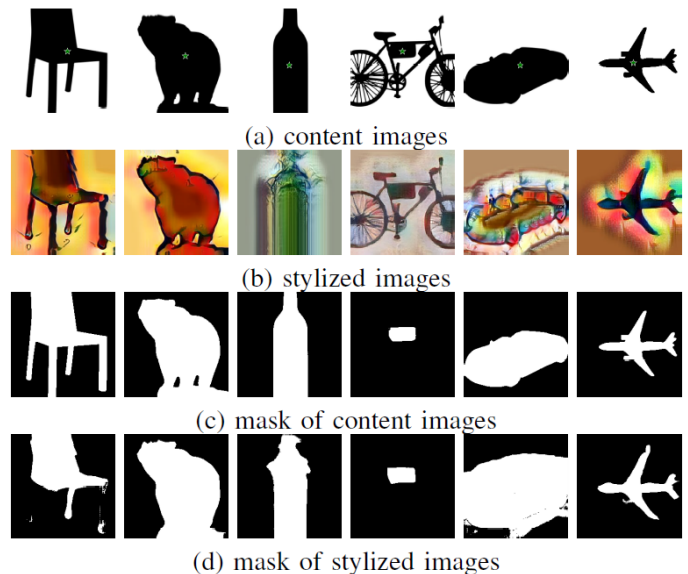 (a) content images
(b) stylized images
(c) mask of content images
(d) mask of stylized images